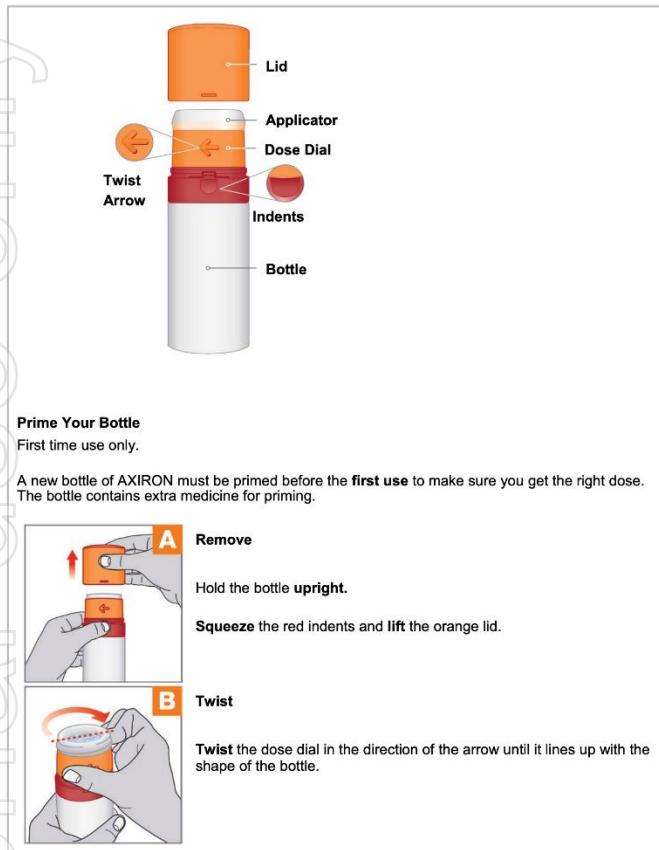 Lid
Applicator
Dose Dial
Twist
Arrow
Indents
Bottle
Prime Your Bottle
First time use only.
A new bottle of AXIRON must be primed before the first use to make sure you get the right dose.
The bottle contains extra medicine for priming.
A
Remove
Hold the bottle upright.
Squeeze the red indents and lift the orange lid.
B
Twist
Twist the dose dial in the direction of the arrow until it lines up with the
shape of the bottle.